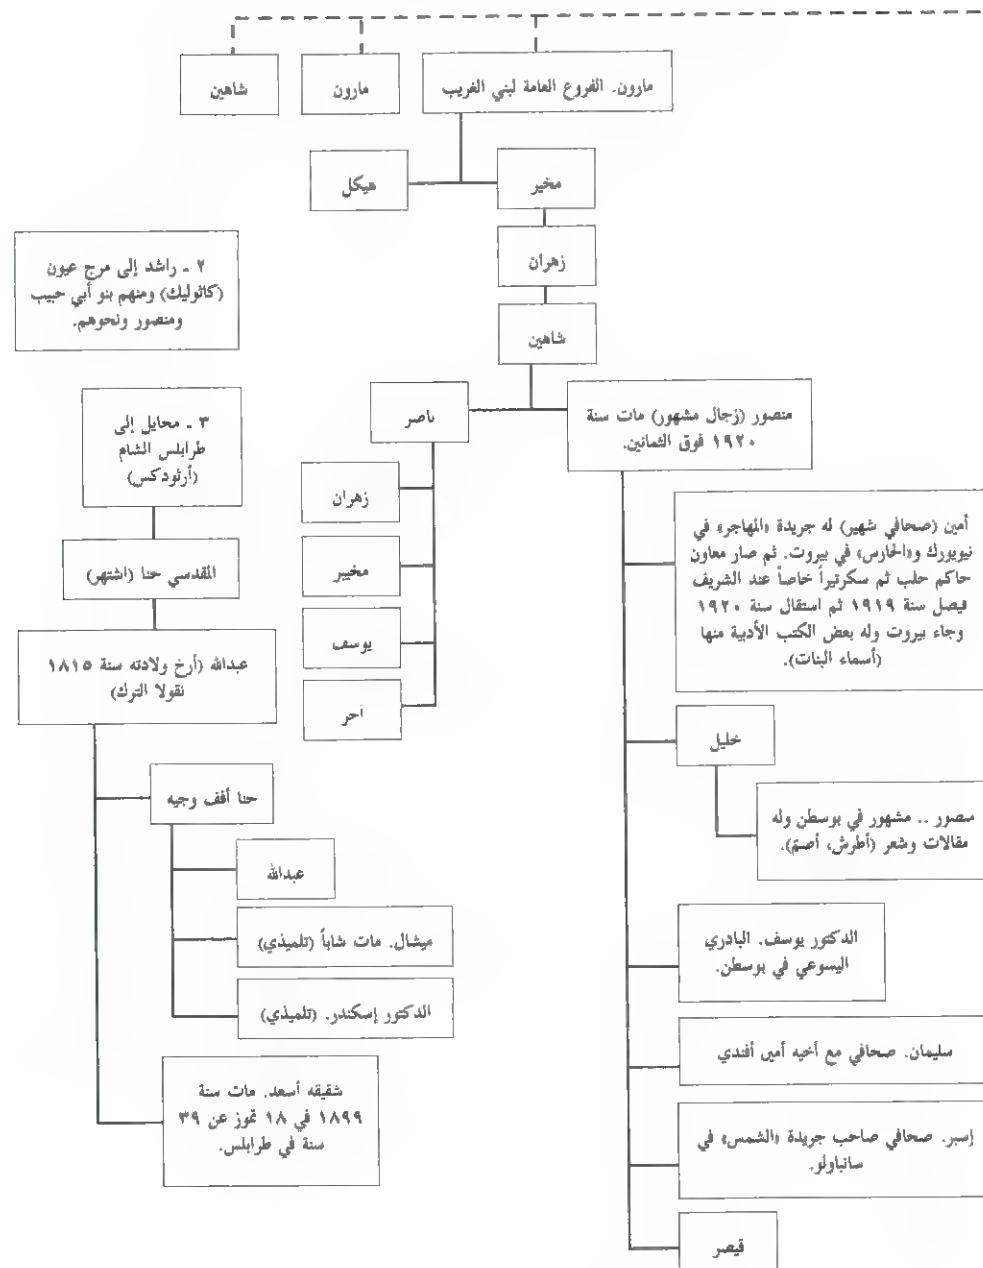 مارون. الفروع العامة لبني الغريب
مارون
شاهين
مخير
هيكل
زهران
شاهين
٢ ـ راشد إلى مرج عيون
(كاثوليك) ومنهم بنو أبي حبيب
ومنصور ونحوهم.
منصور (زجال مشهور) مات سنة
١٩٢٠ فوق الثمانين.
ناصر
زهران
مخيبر
يوسف
آخر
أمين (صحافي شهير) له جريدة «المهاجر» في
نيويورك و«الحارس» في بيروت. ثم صار معاون
حاكم حلب ثم سكرتيراً خاصاً عند الشريف
فيصل سنة ١٩١٩ ثم استقال سنة ١٩٢٠
وجاء بيروت وله بعض الكتب الأدبية منها
(أسماء البنات).
خليل
منصور .. مشهور في بوسطن وله
مقالات وشعر (أطرش، أصمّ).
الدكتور يوسف. البادري
اليسوعي في بوسطن.
سليمان. صحافي مع أخيه أمين أفندي
إسبر. صحافي صاحب جريدة «الشمس» في
سانباولو.
قيصر
٣ ـ محايل إلى
طرابلس الشام
(أرثودكس)
المقدسي حنا (اشتهر)
عبدالله (أرخ ولادته سنة ١٨١٥
نقولا الترك)
حنا أفف وجيه
عبدالله
ميشال. مات شاباً (تلميذي)
الدكتور إسكندر. (تلميذي)
شقيقه أسعد. مات سنة
١٨٩٩ في ١٨ تموز عن ٣٩
سنة في طرابلس.